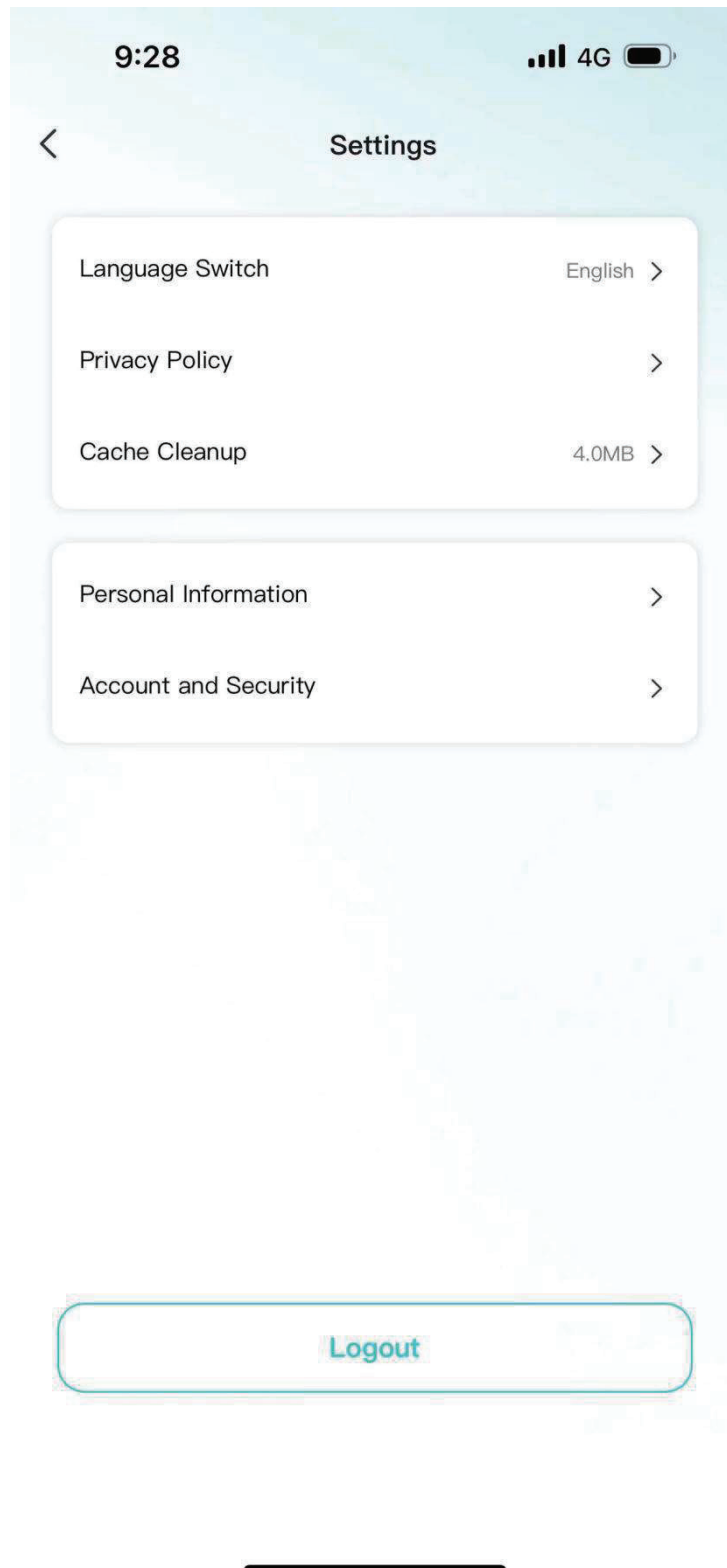 9:28 4G
Settings
Language Switch English
Privacy Policy
Cache Cleanup 4.0MB
Personal Information
Account and Security
Logout